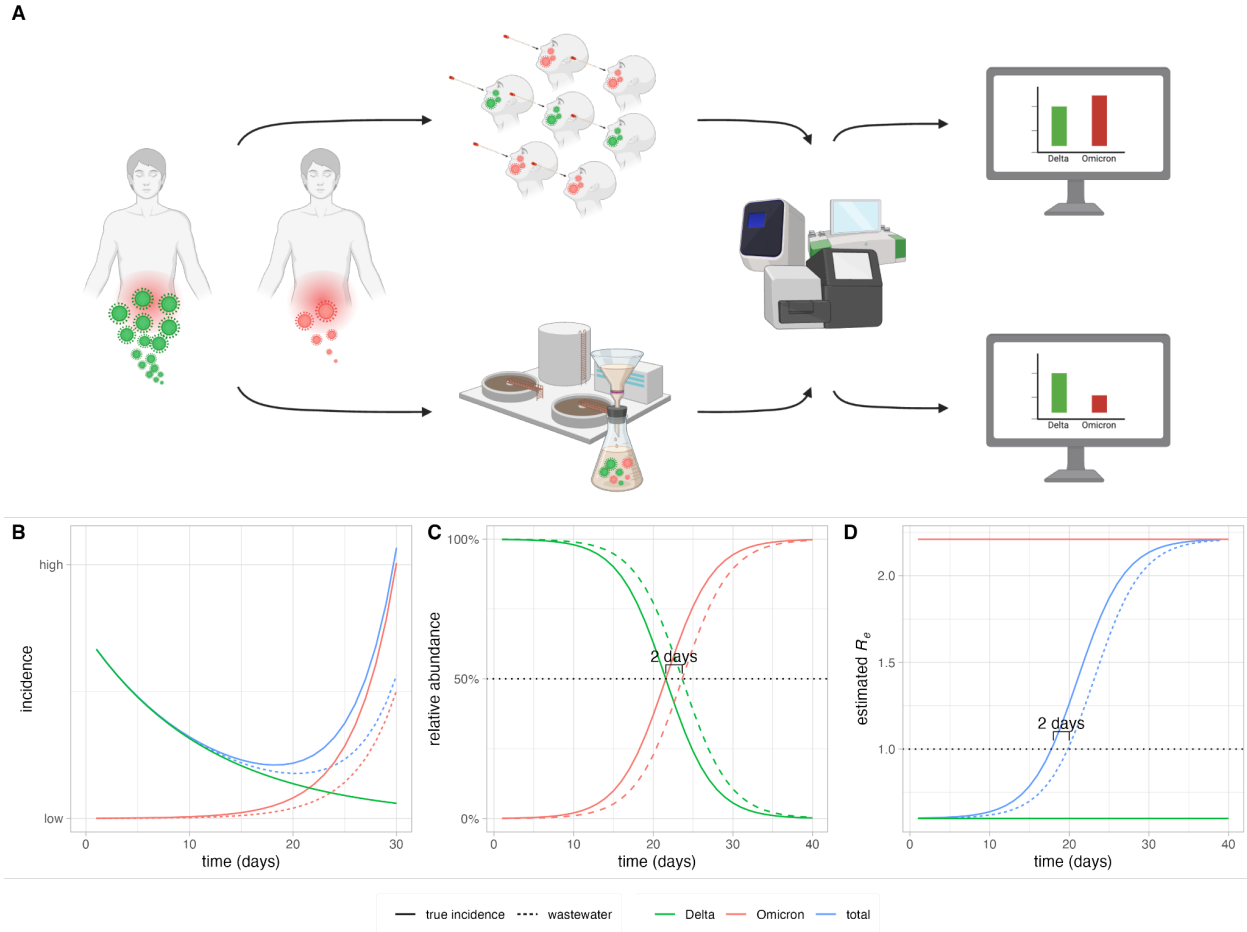 A
Delta Omicron
Delta Omicron
B
high
low
incidence
0 10 20 30
time (days)
C
100%
50%
0%
relative abundance
2 days
0 10 20 30 40
time (days)
D
2.0
1.5
1.0
estimated Re
2 days
0 10 20 30 40
time (days)
true incidence wastewater Delta Omicron total